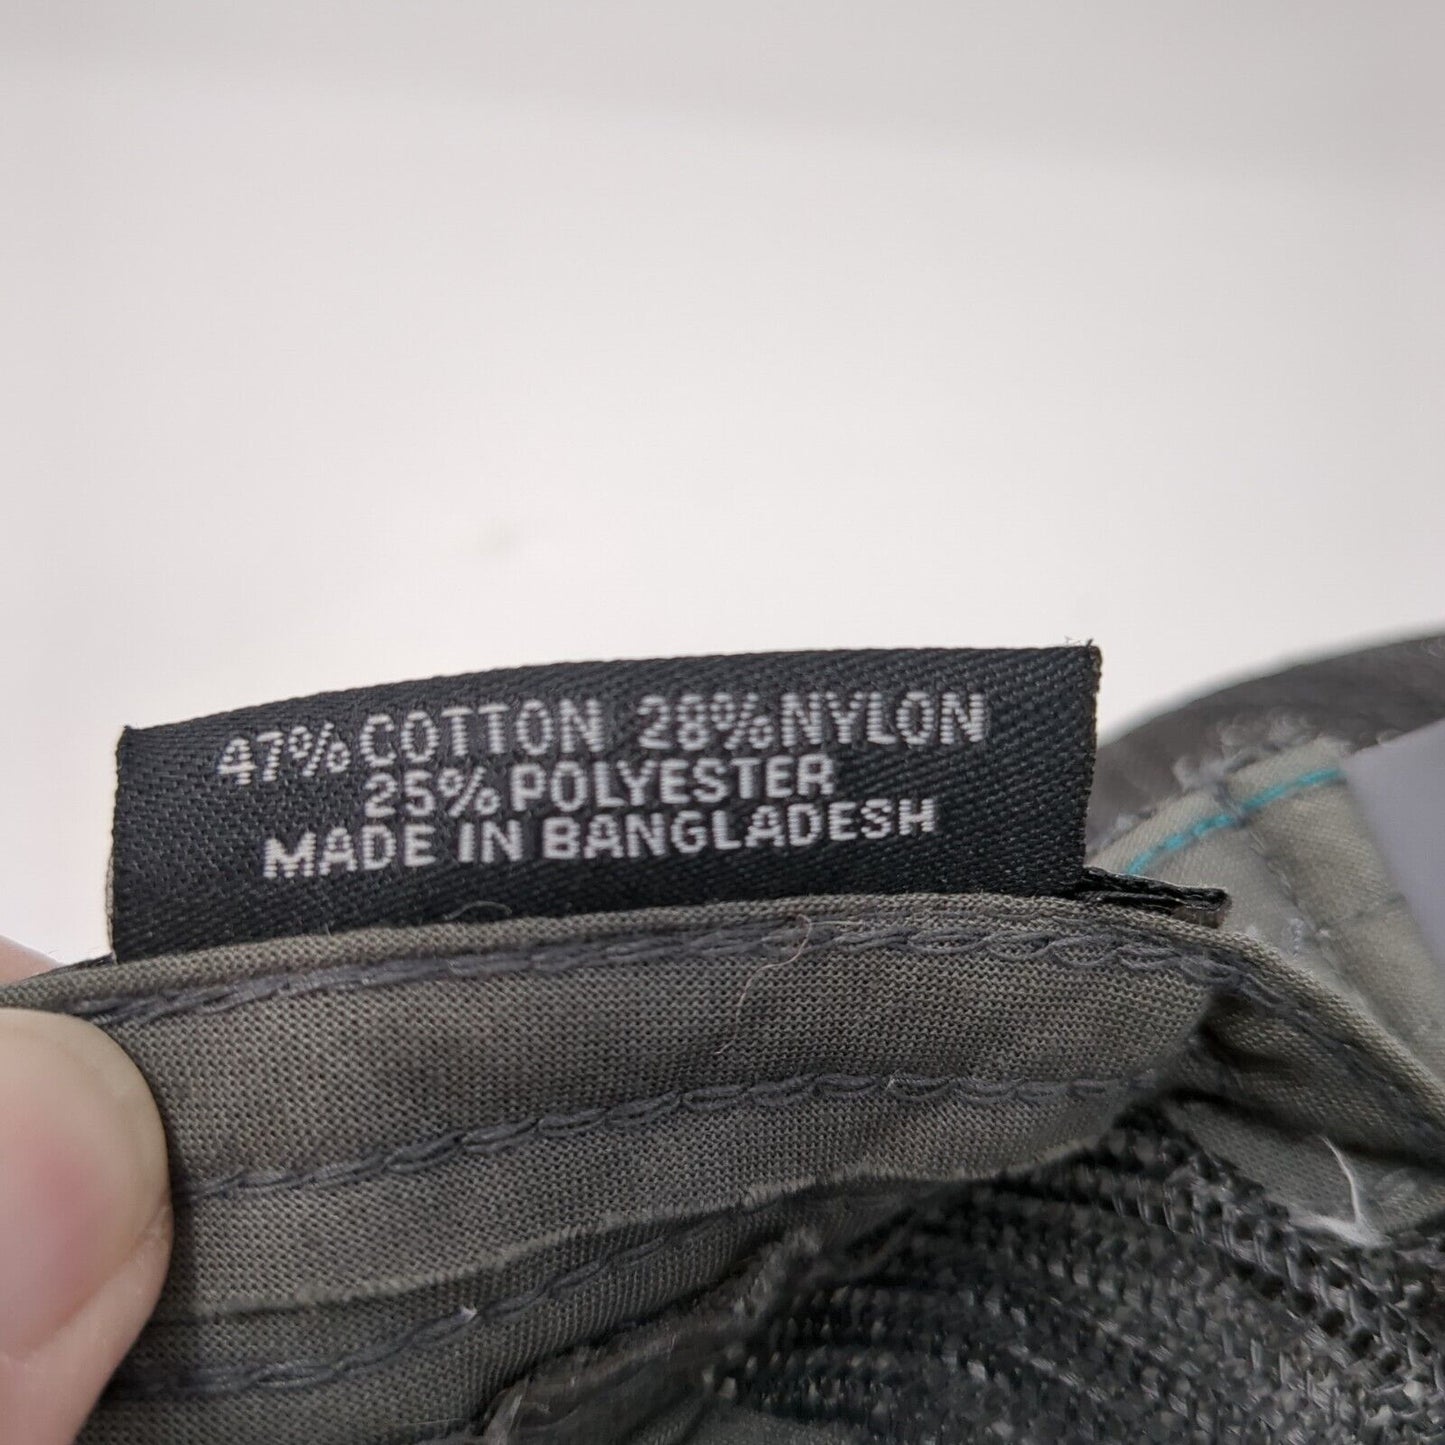 47% COTTON 28% NYLON
25% POLYESTER
MADE IN BANGLADESH